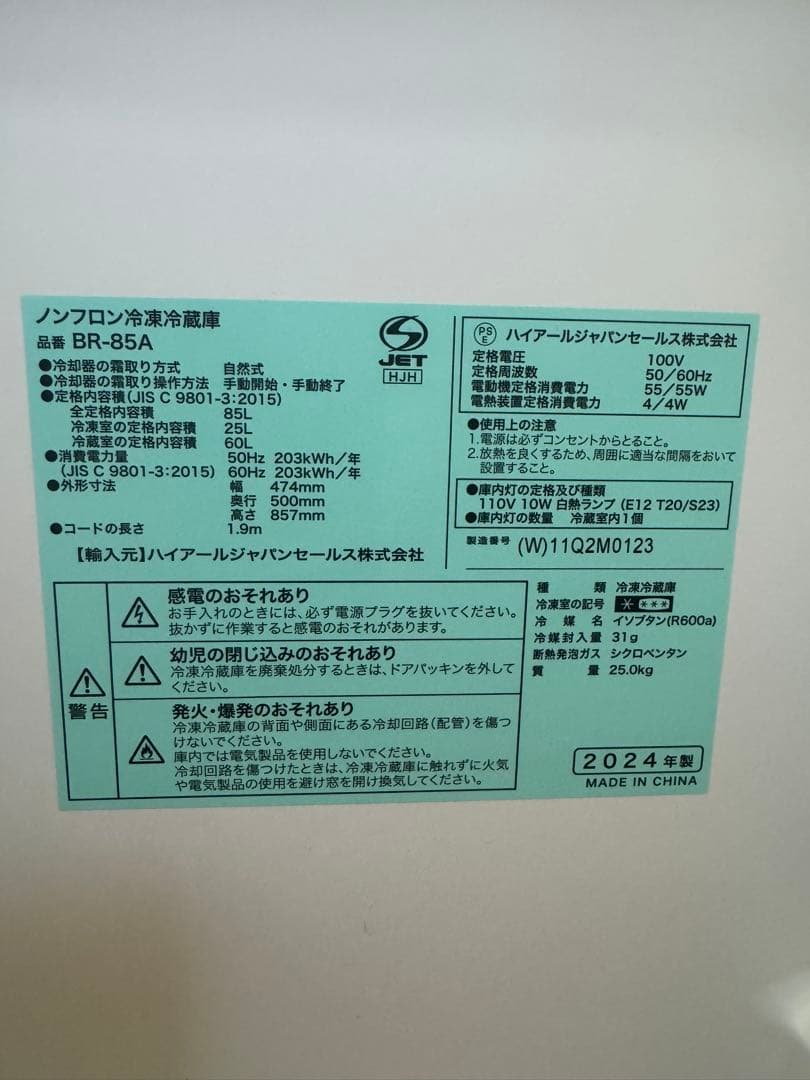 ノンフロン冷凍冷蔵庫
品番 BR-85A
●冷却器の霜取り方式 自然式
●冷却器の霜取り操作方法 手動開始・手動終了
●定格内容積(JIS C 9801-3:2015)
全定格内容積 85L
冷凍室の定格内容積 25L
冷蔵室の定格内容積 60L
●消費電力量 50Hz 203kWh/年
(JIS C 9801-3:2015) 60Hz 203kWh/年
●外形寸法 幅 474mm
奥行 500mm
高さ 857mm
●コードの長さ 1.9m
【輸入元】ハイアールジャパンセールス株式会社
JET
HJH
PSE ハイアールジャパンセールス株式会社
定格電圧 100V
定格周波数 50/60Hz
電動機定格消費電力 55/55W
電熱装置定格消費電力 4/4W
●使用上の注意
1.電源は必ずコンセントからとること。
2.放熱を良くするため、周囲に適当な間隔をおいて
設置すること。
●庫内灯の定格及び種類
110V 10W 白熱ランプ (E12 T20/S23)
●庫内灯の数量 冷蔵室内1個
製造番号 (W)11Q2M0123
警告
感電のおそれあり
お手入れのときには、必ず電源プラグを抜いてください。
抜かずに作業すると感電のおそれがあります。
幼児の閉じ込みのおそれあり
冷凍冷蔵庫を廃棄処分するときは、ドアパッキンを外して
ください。
発火・爆発のおそれあり
冷凍冷蔵庫の背面や側面にある冷却回路(配管)を傷つ
けないでください。
庫内では電気製品を使用しないでください。
冷却回路を傷つけたときは、冷凍冷蔵庫に触れずに火気
や電気製品の使用を避け窓を開け換気してください。
種類 冷凍冷蔵庫
冷凍室の記号 * ***
冷媒名 イソブタン(R600a)
冷媒封入量 31g
断熱発泡ガス シクロペンタン
質量 25.0kg
2024年製
MADE IN CHINA